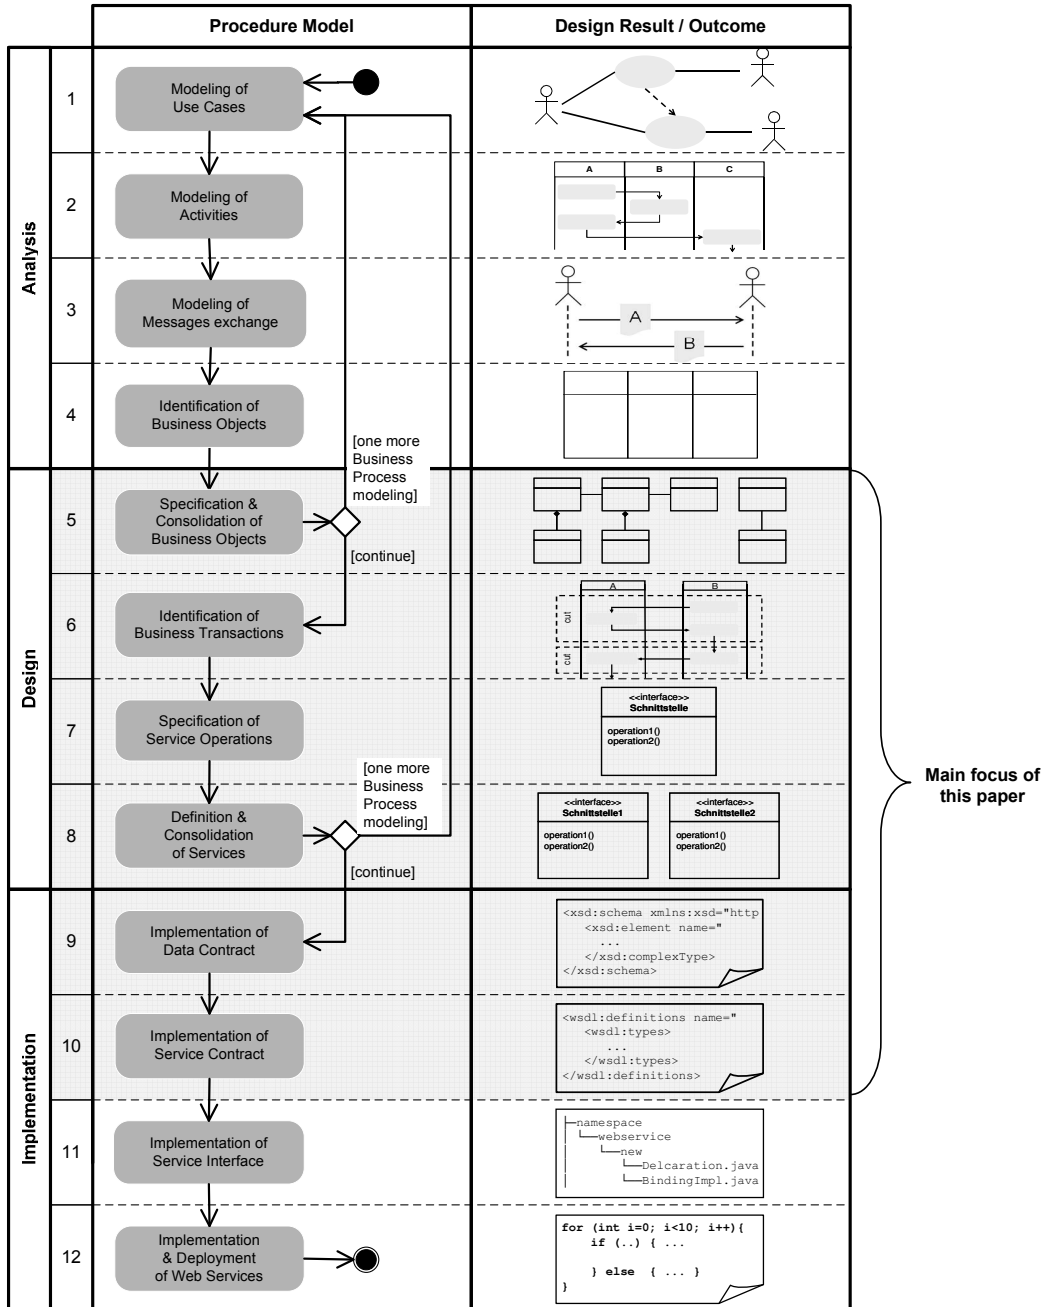 Procedure Model
Design Result / Outcome
Analysis
1
Modeling of
Use Cases
2
Modeling of
Activities
A B C
3
Modeling of
Messages exchange
A
B
4
Identification of
Business Objects
[one more
Business
Process
modeling]
Design
5
Specification &
Consolidation of
Business Objects
[continue]
6
Identification of
Business Transactions
A B
cut
cut
7
Specification of
Service Operations
<<interface>>
Schnittstelle
operation1()
operation2()
[one more
Business
Process
modeling]
8
Definition &
Consolidation
of Services
[continue]
<<interface>>
Schnittstelle1
operation1()
operation2()
<<interface>>
Schnittstelle2
operation1()
operation2()
Main focus of
this paper
Implementation
9
Implementation of
Data Contract
<xsd:schema xmlns:xsd="http
<xsd:element name="
...
</xsd:complexType>
</xsd:schema>
10
Implementation of
Service Contract
<wsdl:definitions name="
<wsdl:types>
...
</wsdl:types>
</wsdl:definitions>
11
Implementation of
Service Interface
namespace
webservice
new
Delcaration.java
BindingImpl.java
12
Implementation
& Deployment
of Web Services
for (int i=0; i<10; i++){
if (..) { ...
} else { ... }
}